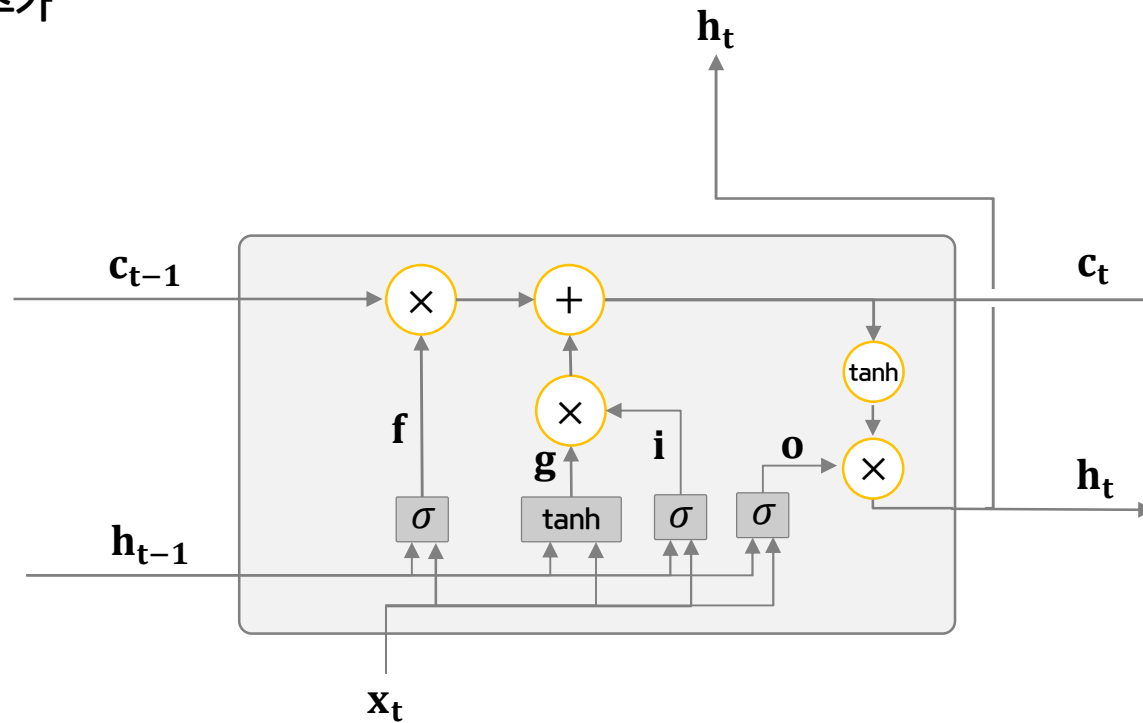 h_t
c_{t-1}
c_t
× +
tanh
×
f
i
o
×
g
h_t
σ tanh σ σ
h_{t-1}
x_t